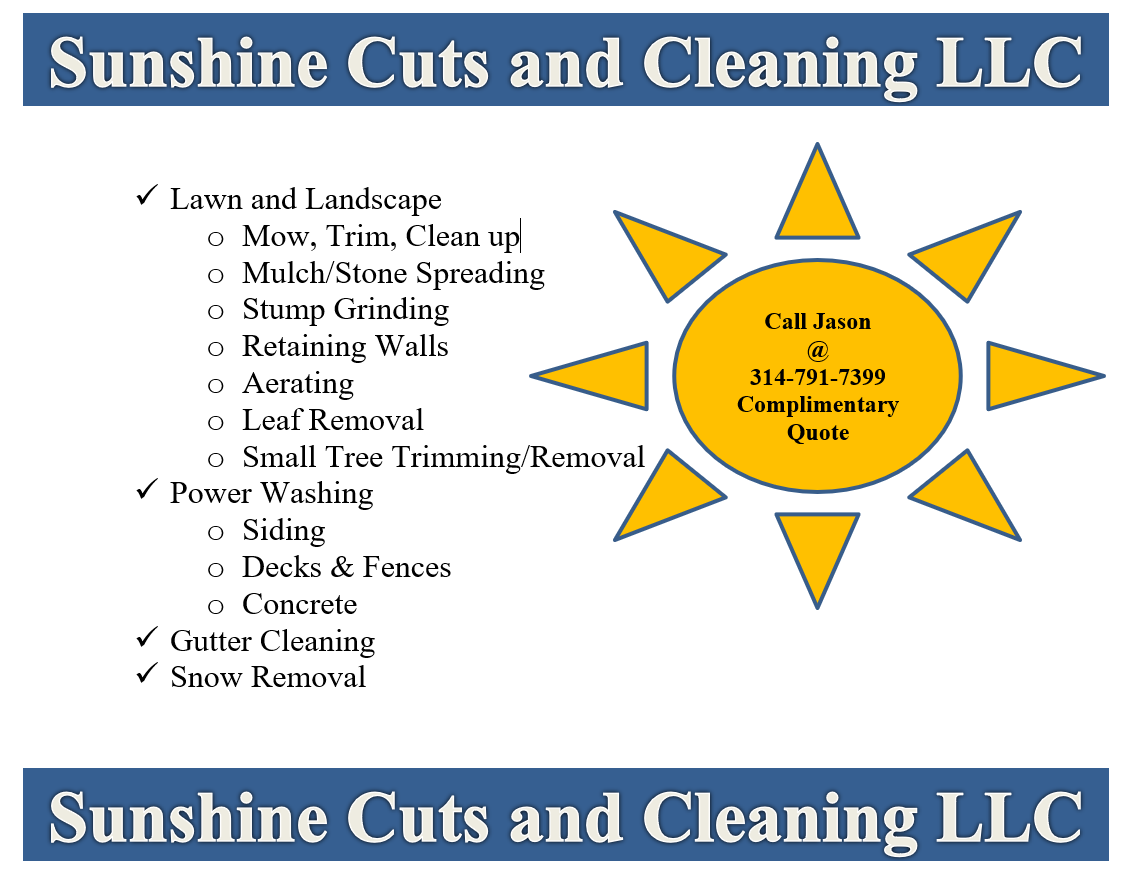 Sunshine Cuts and Cleaning LLC
✓ Lawn and Landscape
o Mow, Trim, Clean up
o Mulch/Stone Spreading
o Stump Grinding
o Retaining Walls
o Aerating
o Leaf Removal
o Small Tree Trimming/Removal
✓ Power Washing
o Siding
o Decks & Fences
o Concrete
✓ Gutter Cleaning
✓ Snow Removal
Call Jason
@
314-791-7399
Complimentary
Quote
Sunshine Cuts and Cleaning LLC